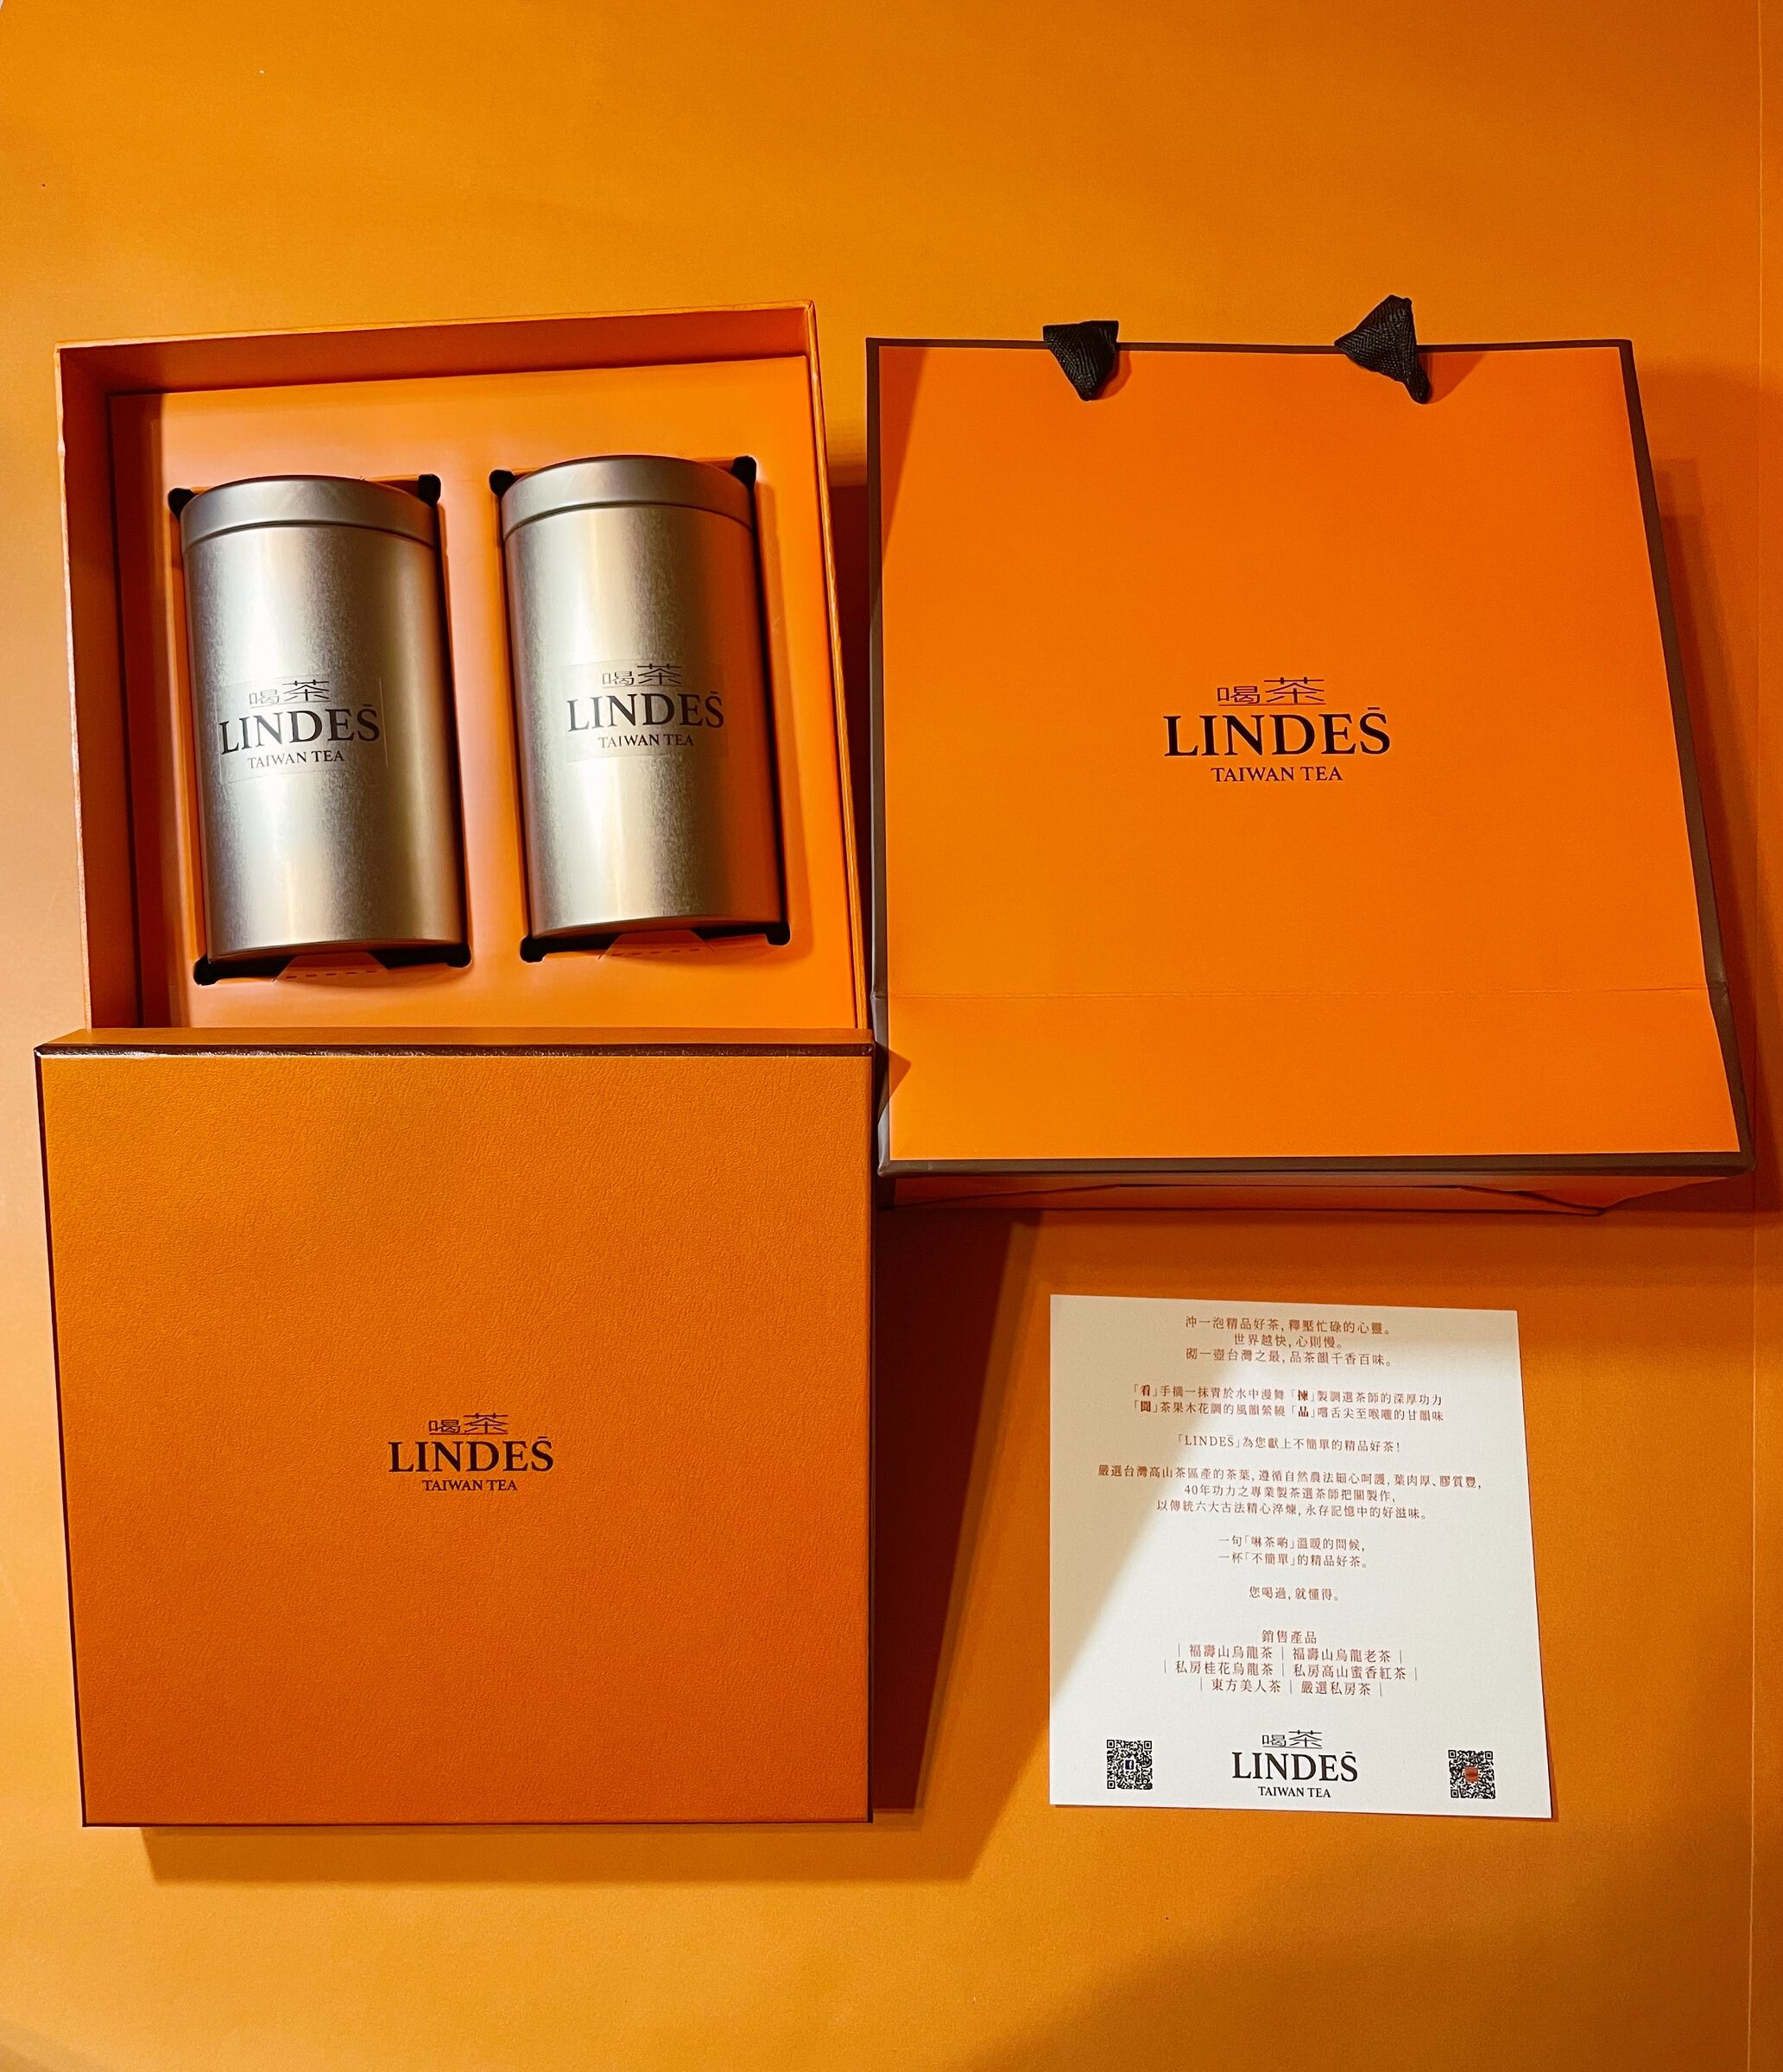 喝茶
LINDES̄
TAIWAN TEA
喝茶
LINDES̄
TAIWAN TEA
喝茶
LINDES̄
TAIWAN TEA
喝茶
LINDES̄
TAIWAN TEA
沖一泡精品好茶,釋壓忙碌的心靈。
世界越快,心則慢。
砌一壺台灣之最,品茶韻千香百味。
「看」手摘一抹青於水中漫舞「揀」製調選茶師的深厚功力
「聞」茶果木花調的風韻縈繞「品」嚐舌尖至喉嚨的甘韻味
「LINDES̄」為您獻上不簡單的精品好茶!
嚴選台灣高山茶區產的茶葉,遵循自然農法細心呵護,葉肉厚、膠質豐,
40年功力之專業製茶選茶師把關製作,
以傳統六大古法精心淬煉,永存記憶中的好滋味。
一句「啉茶喲」溫暖的問候,
一杯「不簡單」的精品好茶。
您喝過,就懂得。
銷售產品
| 福壽山烏龍茶 | 福壽山烏龍老茶 |
| 私房桂花烏龍茶 | 私房高山蜜香紅茶 |
| 東方美人茶 | 嚴選私房茶 |
喝茶
LINDES̄
TAIWAN TEA